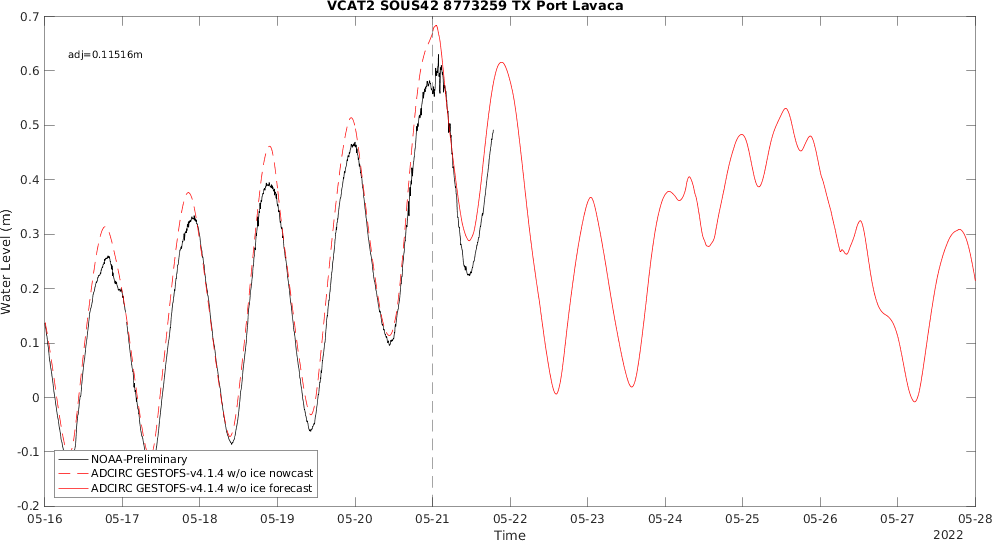 VCAT2 SOUS42 8773259 TX Port Lavaca
adj=0.11516m
Water Level (m)
0.7
0.6
0.5
0.4
0.3
0.2
0.1
0
-0.1
-0.2
NOAA-Preliminary
ADCIRC GESTOFS-v4.1.4 w/o ice nowcast
ADCIRC GESTOFS-v4.1.4 w/o ice forecast
05-16 05-17 05-18 05-19 05-20 05-21 05-22 05-23 05-24 05-25 05-26 05-27 05-28
Time
2022